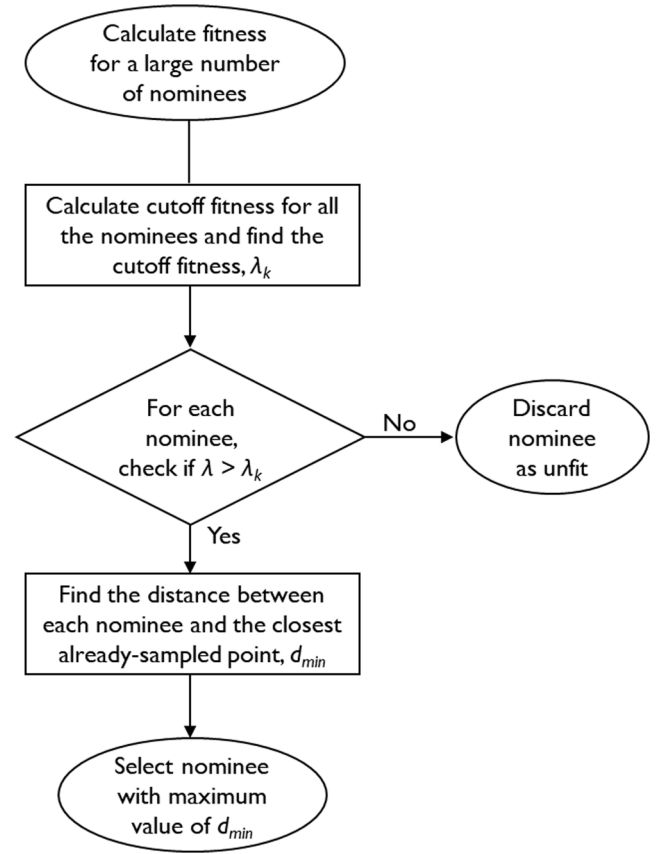 Calculate fitness
for a large number
of nominees
Calculate cutoff fitness for all
the nominees and find the
cutoff fitness, λk
For each
nominee,
check if λ > λk
No
Discard
nominee
as unfit
Yes
Find the distance between
each nominee and the closest
already-sampled point, dmin
Select nominee
with maximum
value of dmin